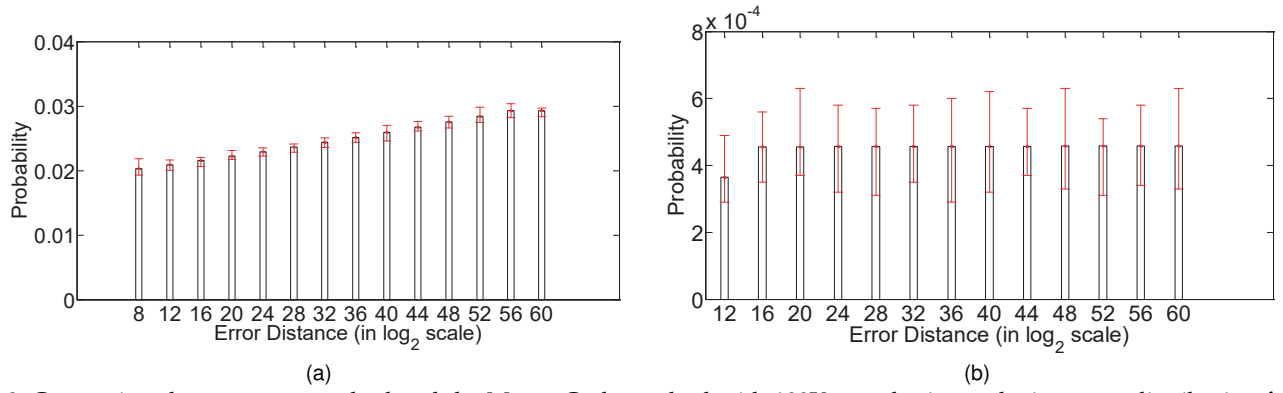 0.04
0.03
0.02
0.01
0
Probability
8 12 16 20 24 28 32 36 40 44 48 52 56 60
Error Distance (in log2 scale)
(a)
8 x 10-4
6
4
2
0
Probability
12 16 20 24 28 32 36 40 44 48 52 56 60
Error Distance (in log2 scale)
(b)